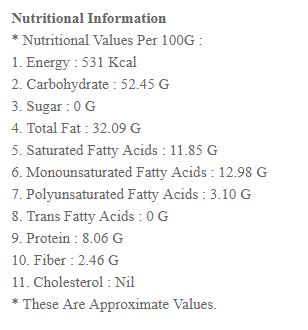 Nutritional Information
* Nutritional Values Per 100G :
1. Energy : 531 Kcal
2. Carbohydrate : 52.45 G
3. Sugar : 0 G
4. Total Fat : 32.09 G
5. Saturated Fatty Acids : 11.85 G
6. Monounsaturated Fatty Acids : 12.98 G
7. Polyunsaturated Fatty Acids : 3.10 G
8. Trans Fatty Acids : 0 G
9. Protein : 8.06 G
10. Fiber : 2.46 G
11. Cholesterol : Nil
* These Are Approximate Values.